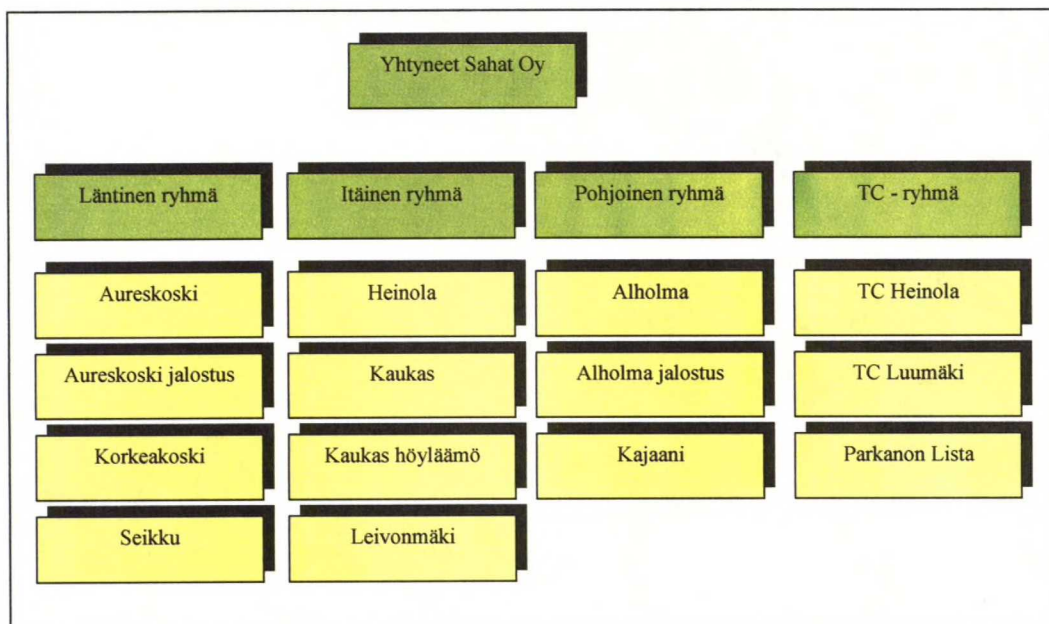 Yhtyneet Sahat Oy
Läntinen ryhmä
Itäinen ryhmä
Pohjoinen ryhmä
TC - ryhmä
Aureskoski
Heinola
Alholma
TC Heinola
Aureskoski jalostus
Kaukas
Alholma jalostus
TC Luumäki
Korkeakoski
Kaukas höyläämö
Kajaani
Parkanon Lista
Seikku
Leivonmäki